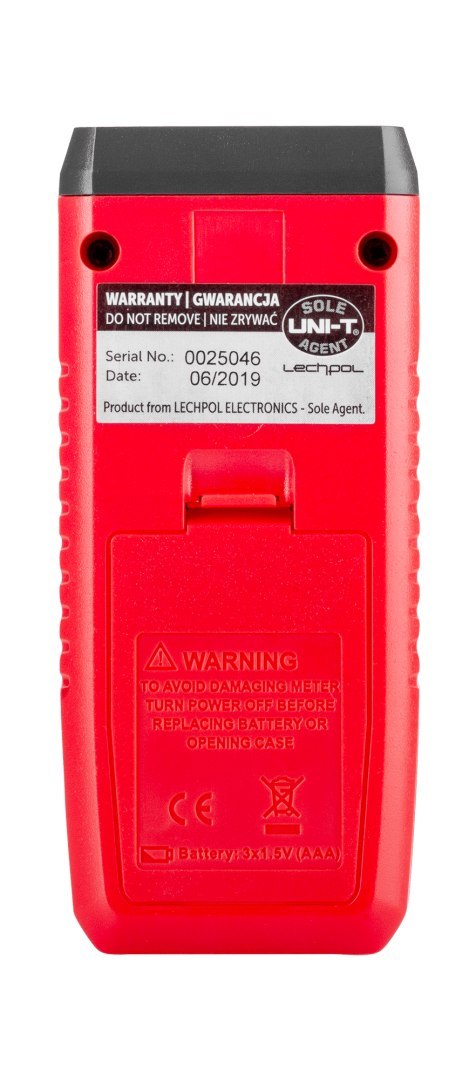 WARRANTY | GWARANCJA
DO NOT REMOVE | NIE ZRYWAĆ
SOLE
UNI-T®
AGENT
Lechpol
Serial No.: 0025046
Date: 06/2019
Product from LECHPOL ELECTRONICS - Sole Agent.
WARNING
TO AVOID DAMAGING METER
TURN POWER OFF BEFORE
REPLACING BATTERY OR
OPENING CASE
CE
Battery: 3x1.5V (AAA)